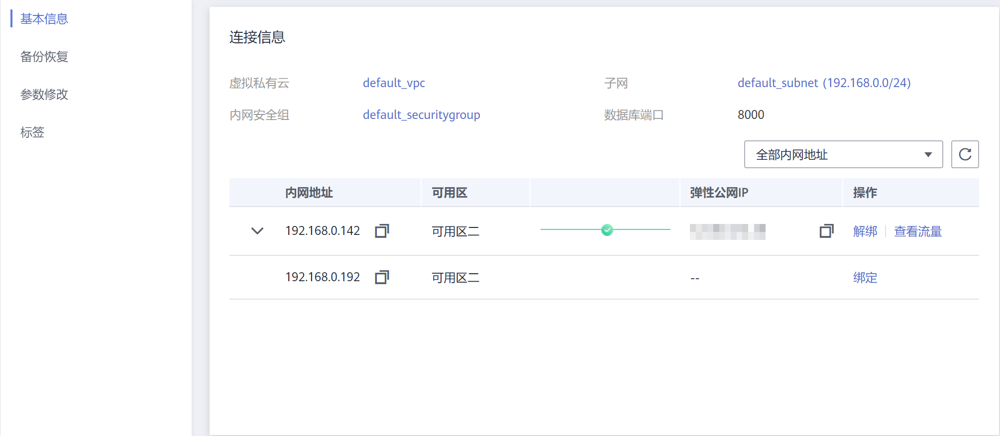 基本信息
备份恢复
参数修改
标签
连接信息
虚拟私有云 default_vpc 子网 default_subnet (192.168.0.0/24)
内网安全组 default_securitygroup 数据库端口 8000
全部内网地址
内网地址 可用区 弹性公网IP 操作
192.168.0.142 可用区二 解绑 查看流量
192.168.0.192 可用区二 -- 绑定